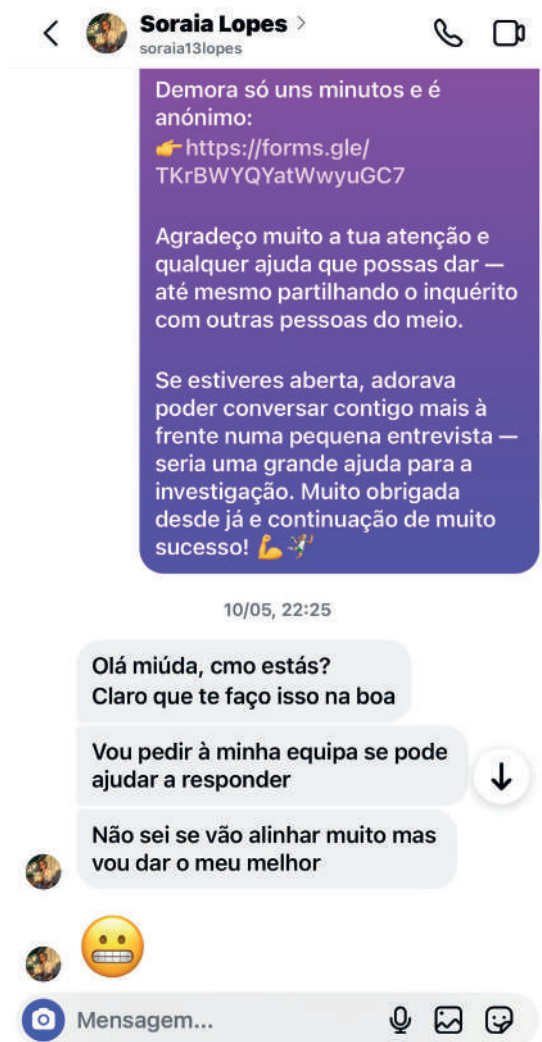 Soraia Lopes
soraia13lopes
Demora só uns minutos e é
anónimo:
👉https://forms.gle/
TKrBWYQYatWwyuGC7
Agradeço muito a tua atenção e
qualquer ajuda que possas dar —
até mesmo partilhando o inquérito
com outras pessoas do meio.
Se estiveres aberta, adorava
poder conversar contigo mais à
frente numa pequena entrevista —
seria uma grande ajuda para a
investigação. Muito obrigada
desde já e continuação de muito
sucesso! 💪🤾
10/05, 22:25
Olá miúda, cmo estás?
Claro que te faço isso na boa
Vou pedir à minha equipa se pode
ajudar a responder
Não sei se vão alinhar muito mas
vou dar o meu melhor
😬
Mensagem...